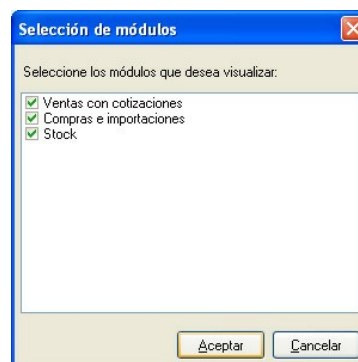 Selección de módulos
Seleccione los módulos que desea visualizar:
Ventas con cotizaciones
Compras e importaciones
Stock
Aceptar
Cancelar